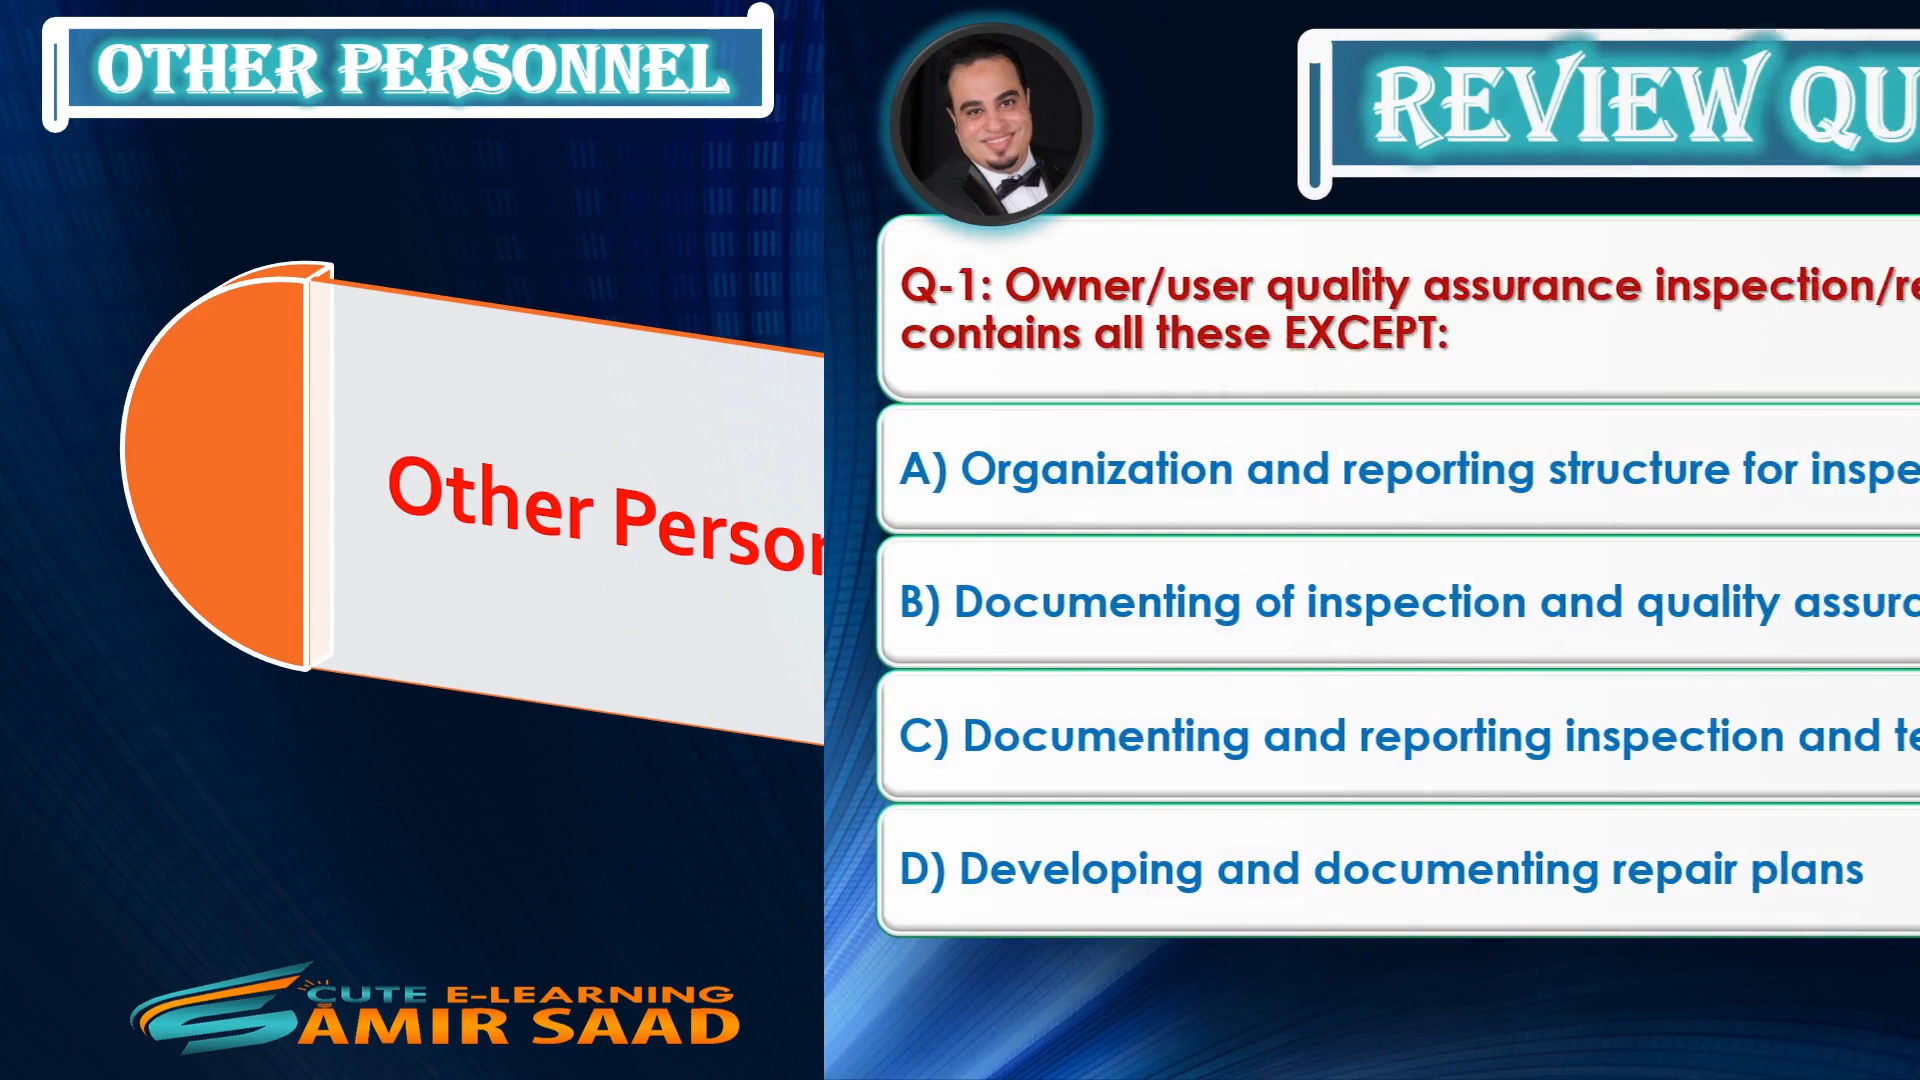 OTHER PERSONNEL
Other Person
CUTE E-LEARNING
AMIR SAAD
REVIEW QU
Q-1: Owner/user quality assurance inspection/re
contains all these EXCEPT:
A) Organization and reporting structure for inspe
B) Documenting of inspection and quality assura
C) Documenting and reporting inspection and te
D) Developing and documenting repair plans